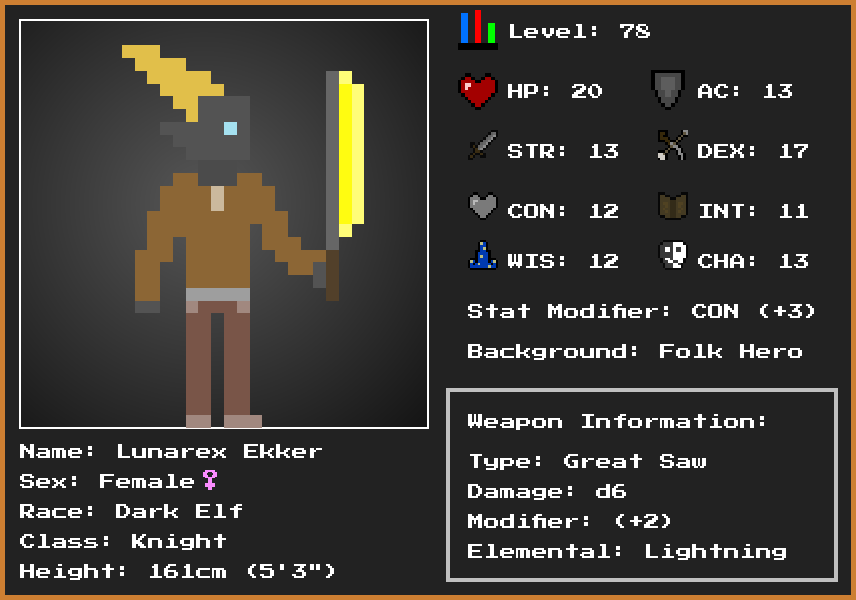 Level: 78
HP: 20 AC: 13
STR: 13 DEX: 17
CON: 12 INT: 11
WIS: 12 CHA: 13
Stat Modifier: CON (+3)
Background: Folk Hero
Name: Lunarex Ekker
Sex: Female♀
Race: Dark Elf
Class: Knight
Height: 161cm (5'3")
Weapon Information:
Type: Great Saw
Damage: d6
Modifier: (+2)
Elemental: Lightning